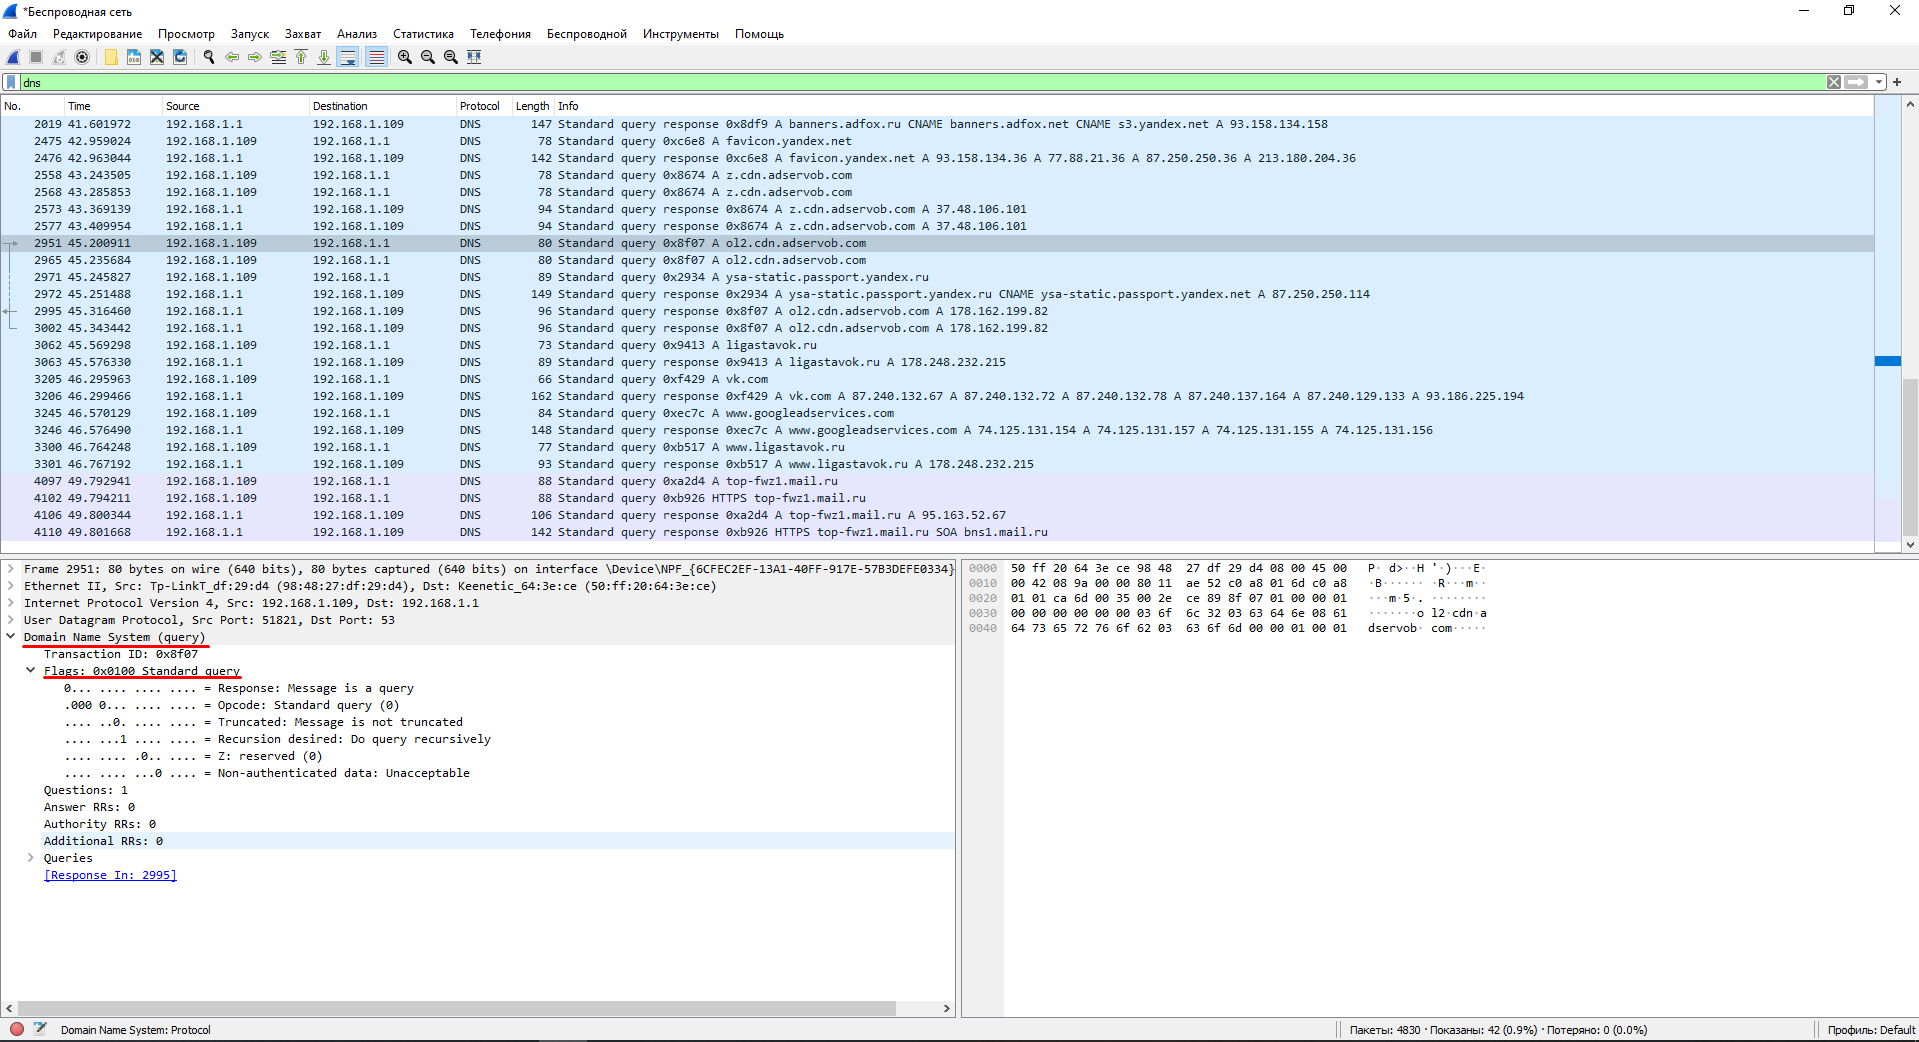 *Беспроводная сеть
Файл Редактирование Просмотр Запуск Захват Анализ Статистика Телефония Беспроводной Инструменты Помощь
dns
No. Time Source Destination Protocol Length Info
2019 41.601972 192.168.1.1 192.168.1.109 DNS 147 Standard query response 0x8df9 A banners.adfox.ru CNAME banners.adfox.net CNAME s3.yandex.net A 93.158.134.158
2475 42.959024 192.168.1.109 192.168.1.1 DNS 78 Standard query 0xc6e8 A favicon.yandex.net
2476 42.963044 192.168.1.1 192.168.1.109 DNS 142 Standard query response 0xc6e8 A favicon.yandex.net A 93.158.134.36 A 77.88.21.36 A 87.250.250.36 A 213.180.204.36
2558 43.243505 192.168.1.109 192.168.1.1 DNS 78 Standard query 0x8674 A z.cdn.adservob.com
2568 43.285853 192.168.1.109 192.168.1.1 DNS 78 Standard query 0x8674 A z.cdn.adservob.com
2573 43.369139 192.168.1.1 192.168.1.109 DNS 94 Standard query response 0x8674 A z.cdn.adservob.com A 37.48.106.101
2577 43.409954 192.168.1.1 192.168.1.109 DNS 94 Standard query response 0x8674 A z.cdn.adservob.com A 37.48.106.101
2951 45.200911 192.168.1.109 192.168.1.1 DNS 80 Standard query 0x8f07 A ol2.cdn.adservob.com
2965 45.235684 192.168.1.109 192.168.1.1 DNS 80 Standard query 0x8f07 A ol2.cdn.adservob.com
2971 45.245827 192.168.1.109 192.168.1.1 DNS 89 Standard query 0x2934 A ysa-static.passport.yandex.ru
2972 45.251488 192.168.1.1 192.168.1.109 DNS 149 Standard query response 0x2934 A ysa-static.passport.yandex.ru CNAME ysa-static.passport.yandex.net A 87.250.250.114
2995 45.316460 192.168.1.1 192.168.1.109 DNS 96 Standard query response 0x8f07 A ol2.cdn.adservob.com A 178.162.199.82
3002 45.343442 192.168.1.1 192.168.1.109 DNS 96 Standard query response 0x8f07 A ol2.cdn.adservob.com A 178.162.199.82
3062 45.569298 192.168.1.109 192.168.1.1 DNS 73 Standard query 0x9413 A ligastavok.ru
3063 45.576330 192.168.1.1 192.168.1.109 DNS 89 Standard query response 0x9413 A ligastavok.ru A 178.248.232.215
3205 46.295963 192.168.1.109 192.168.1.1 DNS 66 Standard query 0xf429 A vk.com
3206 46.299466 192.168.1.1 192.168.1.109 DNS 162 Standard query response 0xf429 A vk.com A 87.240.132.67 A 87.240.132.72 A 87.240.132.78 A 87.240.137.164 A 87.240.129.133 A 93.186.225.194
3245 46.570129 192.168.1.109 192.168.1.1 DNS 84 Standard query 0xec7c A www.googleadservices.com
3246 46.576490 192.168.1.1 192.168.1.109 DNS 148 Standard query response 0xec7c A www.googleadservices.com A 74.125.131.154 A 74.125.131.157 A 74.125.131.155 A 74.125.131.156
3300 46.764248 192.168.1.109 192.168.1.1 DNS 77 Standard query 0xb517 A www.ligastavok.ru
3301 46.767192 192.168.1.1 192.168.1.109 DNS 93 Standard query response 0xb517 A www.ligastavok.ru A 178.248.232.215
4097 49.792941 192.168.1.109 192.168.1.1 DNS 88 Standard query 0xa2d4 A top-fwz1.mail.ru
4102 49.794211 192.168.1.109 192.168.1.1 DNS 88 Standard query 0xb926 HTTPS top-fwz1.mail.ru
4106 49.800344 192.168.1.1 192.168.1.109 DNS 106 Standard query response 0xa2d4 A top-fwz1.mail.ru A 95.163.52.67
4110 49.801668 192.168.1.1 192.168.1.109 DNS 142 Standard query response 0xb926 HTTPS top-fwz1.mail.ru SOA bns1.mail.ru
Frame 2951: 80 bytes on wire (640 bits), 80 bytes captured (640 bits) on interface \Device\NPF_{6CFEC2EF-13A1-40FF-917E-57B3DEFE0334}
Ethernet II, Src: Tp-LinkT_df:29:d4 (98:48:27:df:29:d4), Dst: Keenetic_64:3e:ce (50:ff:20:64:3e:ce)
Internet Protocol Version 4, Src: 192.168.1.109, Dst: 192.168.1.1
User Datagram Protocol, Src Port: 51821, Dst Port: 53
Domain Name System (query)
Transaction ID: 0x8f07
Flags: 0x0100 Standard query
0... .... .... .... = Response: Message is a query
.000 0... .... .... = Opcode: Standard query (0)
.... ..0. .... .... = Truncated: Message is not truncated
.... ...1 .... .... = Recursion desired: Do query recursively
.... .... .0.. .... = Z: reserved (0)
.... .... ...0 .... = Non-authenticated data: Unacceptable
Questions: 1
Answer RRs: 0
Authority RRs: 0
Additional RRs: 0
Queries
[Response In: 2995]
0000 50 ff 20 64 3e ce 98 48 27 df 29 d4 08 00 45 00 P· d>··H '·)···E·
0010 00 42 08 9a 00 00 80 11 ae 52 c0 a8 01 6d c0 a8 ·B······ ·R···m··
0020 01 01 ca 6d 00 35 00 2e ce 89 8f 07 01 00 00 01 ···m·5·. ········
0030 00 00 00 00 00 00 03 6f 6c 32 03 63 64 6e 08 61 ·······o l2·cdn·a
0040 64 73 65 72 76 6f 62 03 63 6f 6d 00 00 01 00 01 dservob· com·····
Domain Name System: Protocol
Пакеты: 4830 · Показаны: 42 (0.9%) · Потеряно: 0 (0.0%)
Профиль: Default